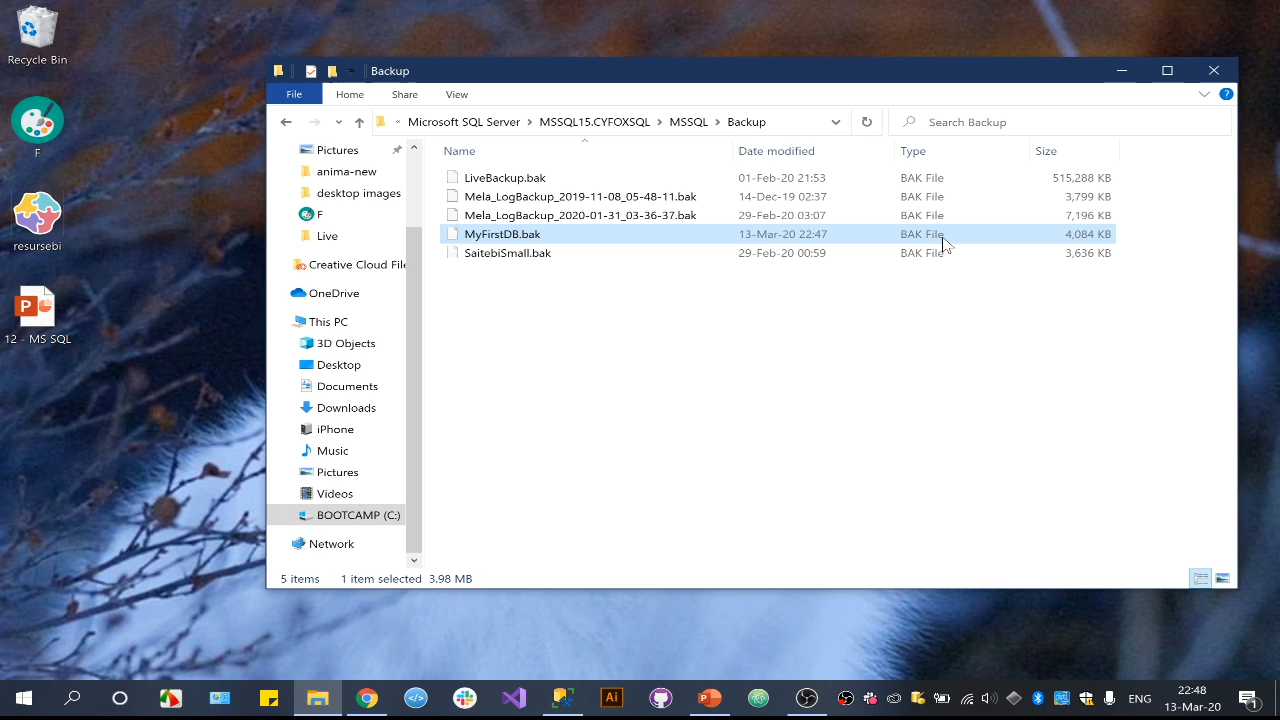 Recycle Bin
F
resursebi
12 - MS SQL
Backup
File Home Share View
« Microsoft SQL Server > MSSQL15.CYFOXSQL > MSSQL > Backup
Search Backup
Name Date modified Type Size
LiveBackup.bak 01-Feb-20 21:53 BAK File 515,288 KB
Mela_LogBackup_2019-11-08_05-48-11.bak 14-Dec-19 02:37 BAK File 3,799 KB
Mela_LogBackup_2020-01-31_03-36-37.bak 29-Feb-20 03:07 BAK File 7,196 KB
MyFirstDB.bak 13-Mar-20 22:47 BAK File 4,084 KB
SaitebiSmall.bak 29-Feb-20 00:59 BAK File 3,636 KB
Pictures
anima-new
desktop images
F
Live
Creative Cloud File
OneDrive
This PC
3D Objects
Desktop
Documents
Downloads
iPhone
Music
Pictures
Videos
BOOTCAMP (C:)
Network
5 items 1 item selected 3.98 MB
Ai
ENG
22:48
13-Mar-20
1